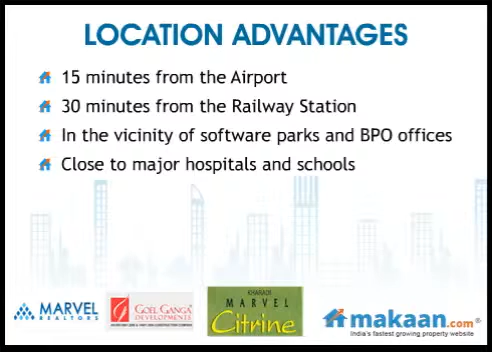 LOCATION ADVANTAGES
15 minutes from the Airport
30 minutes from the Railway Station
In the vicinity of software parks and BPO offices
Close to major hospitals and schools
MARVEL
REALTORS
GOEL GANGA
DEVELOPMENTS
KHARADI
MARVEL
Citrine
makaan.com®
India's fastest growing property website